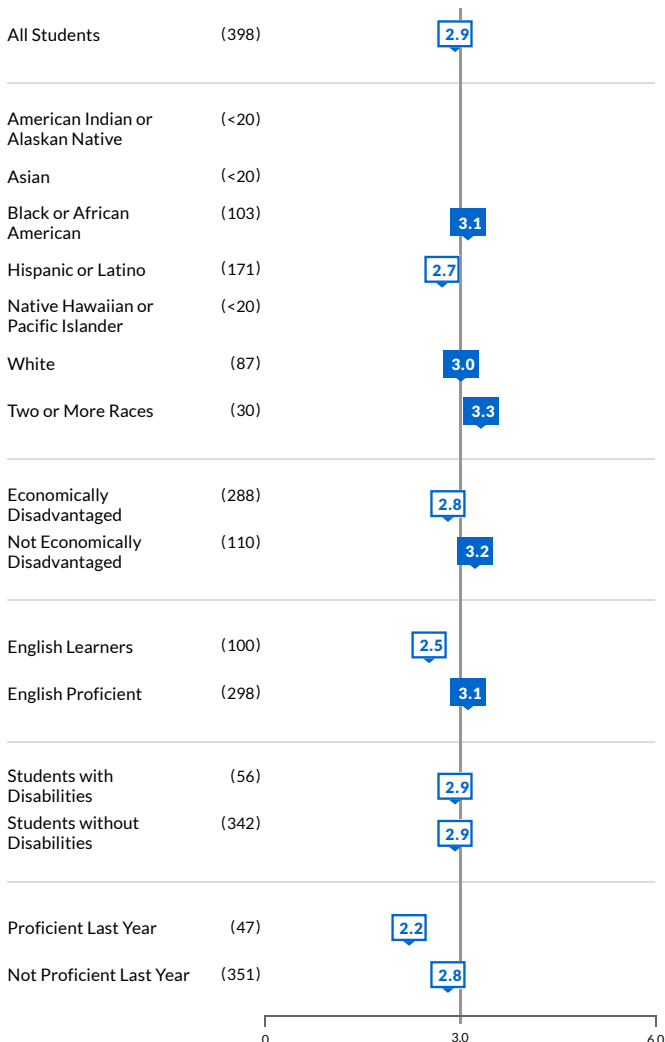 All Students (398) 2.9
American Indian or (<20)
Alaskan Native
Asian (<20)
Black or African (103) 3.1
American
Hispanic or Latino (171) 2.7
Native Hawaiian or (<20)
Pacific Islander
White (87) 3.0
Two or More Races (30) 3.3
Economically (288) 2.8
Disadvantaged
Not Economically (110) 3.2
Disadvantaged
English Learners (100) 2.5
English Proficient (298) 3.1
Students with (56) 2.9
Disabilities
Students without (342) 2.9
Disabilities
Proficient Last Year (47) 2.2
Not Proficient Last Year (351) 2.8
0 3.0 6.0